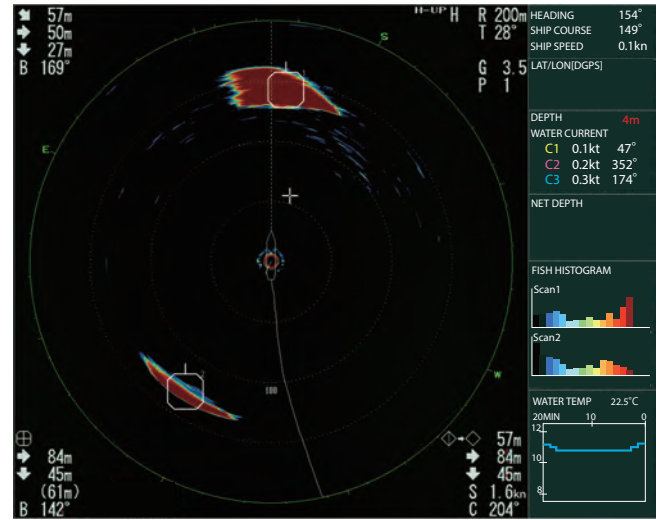 57m
50m
27m
B 169°
H-UP H
R 200m
T 28°
G 3.5
P 1
S
E
W
1
2
100
84m
45m
(61m)
B 142°
57m
84m
45m
S 1.6kn
C 204°
HEADING 154°
SHIP COURSE 149°
SHIP SPEED 0.1kn
LAT/LON[DGPS]
DEPTH 4m
WATER CURRENT
C1 0.1kt 47°
C2 0.2kt 352°
C3 0.3kt 174°
NET DEPTH
FISH HISTOGRAM
Scan1
Scan2
WATER TEMP 22.5°C
20MIN 10 0
12
10
8